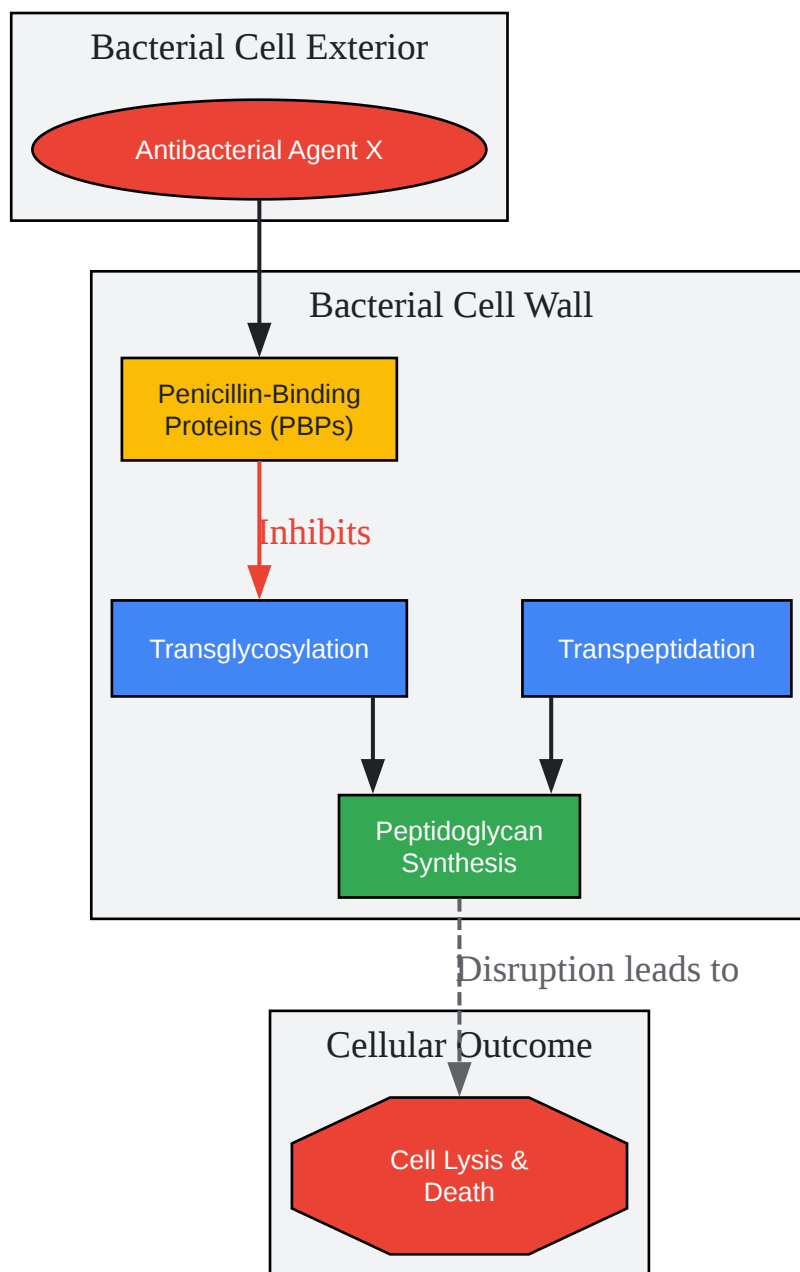 Bacterial Cell Exterior
Antibacterial Agent X
Bacterial Cell Wall
Penicillin-Binding
Proteins (PBPs)
Inhibits
Transglycosylation
Transpeptidation
Peptidoglycan
Synthesis
Disruption leads to
Cellular Outcome
Cell Lysis &
Death